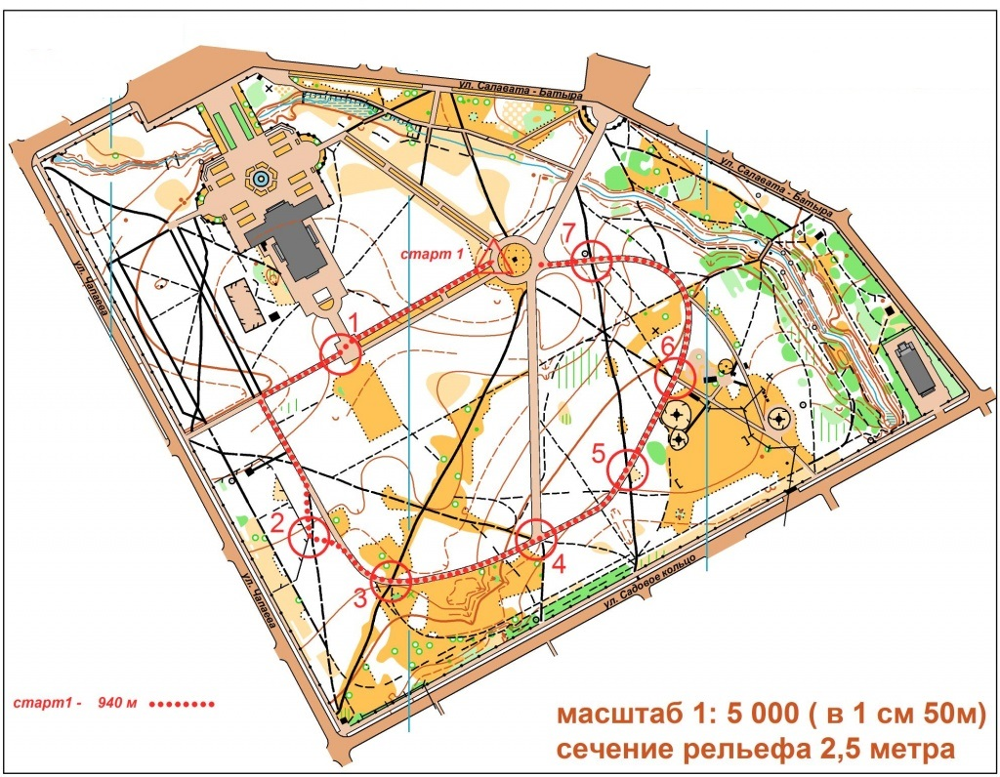 ул. Салавата - Батыра
ул. Салавата - Батыра
7
старт 1
ул. Чапаева
1
6
5
2
4
3
ул. Садовое кольцо
ул. Чапаева
старт1 - 940 м
масштаб 1: 5 000 ( в 1 см 50м)
сечение рельефа 2,5 метра